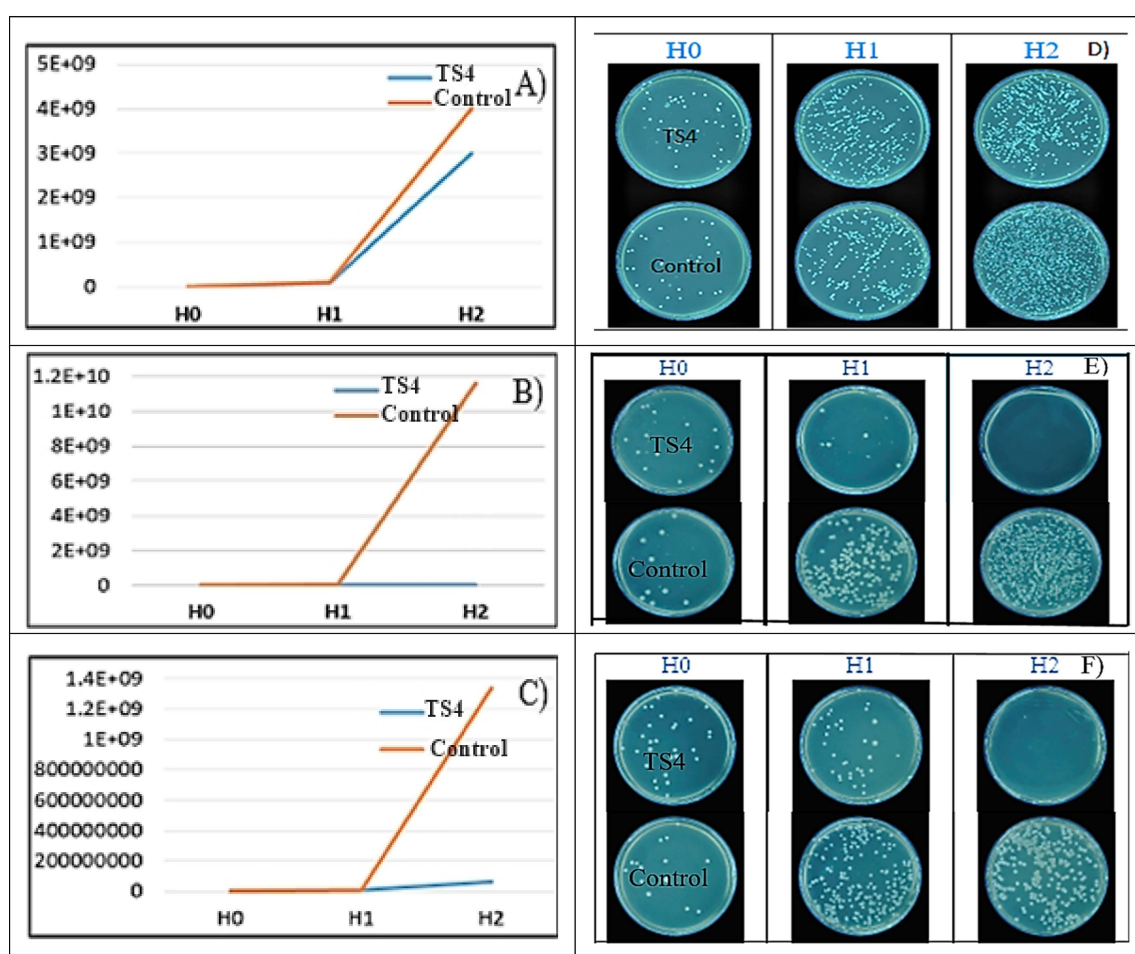 5E+09
4E+09
3E+09
2E+09
1E+09
0
TS4
Control
A)
H0 H1 H2
H0 H1 H2 D)
TS4
Control
1.2E+10
1E+10
8E+09
6E+09
4E+09
2E+09
0
TS4
Control
B)
H0 H1 H2
H0 H1 H2 E)
TS4
Control
1.4E+09
1.2E+09
1E+09
800000000
600000000
400000000
200000000
0
TS4
Control
C)
H0 H1 H2
H0 H1 H2 F)
TS4
Control